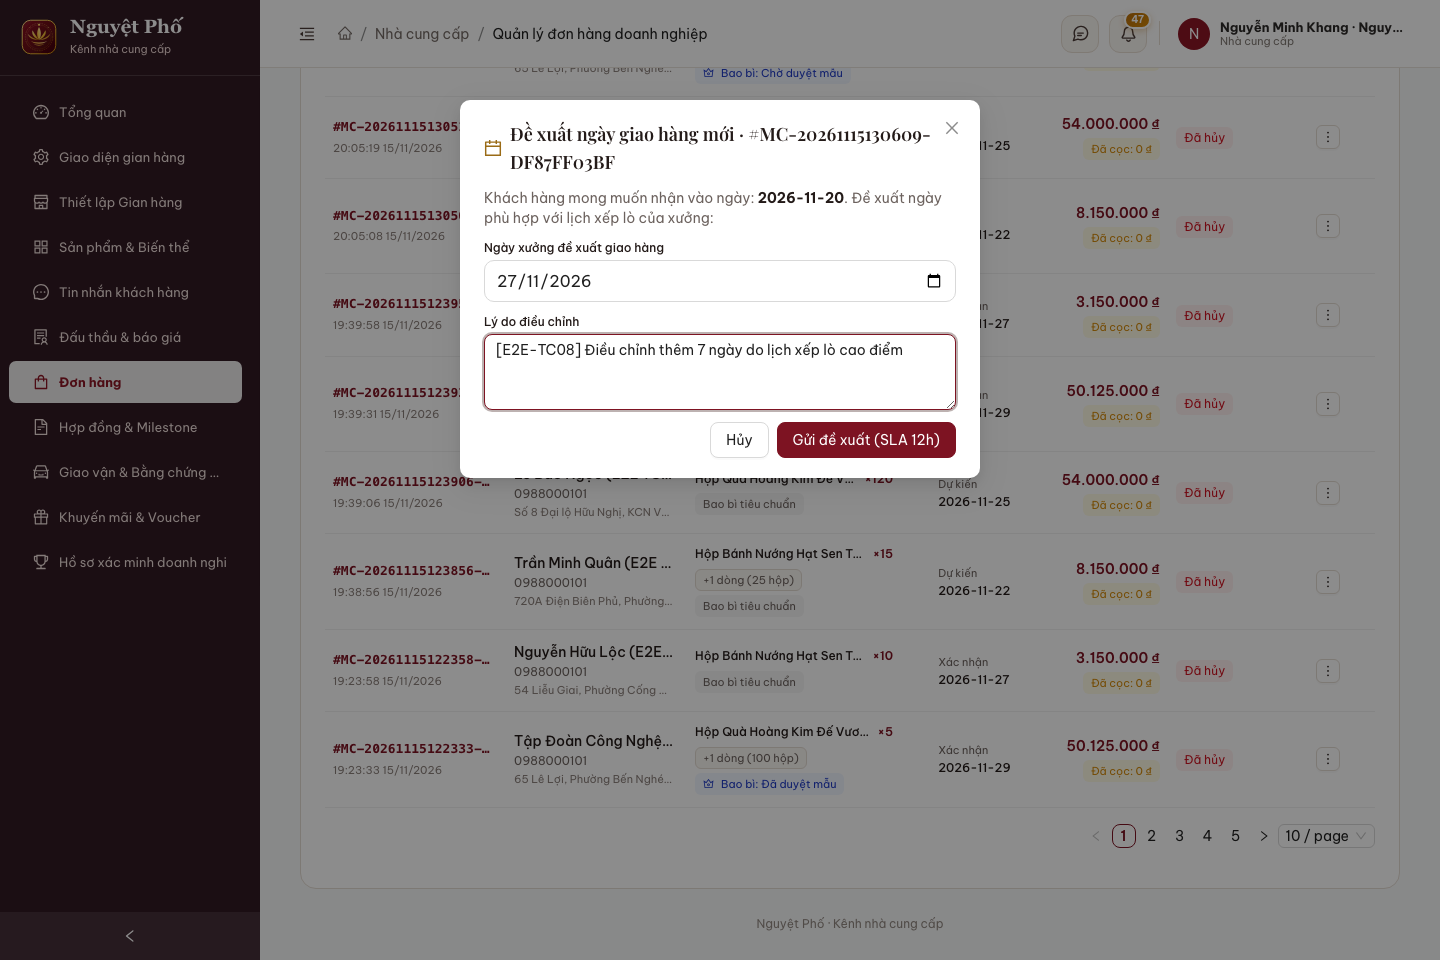 Nguyệt Phố
Kênh nhà cung cấp
Tổng quan
Giao diện gian hàng
Thiết lập Gian hàng
Sản phẩm & Biến thể
Tin nhắn khách hàng
Đấu thầu & báo giá
Đơn hàng
Hợp đồng & Milestone
Giao vận & Bằng chứng ...
Khuyến mãi & Voucher
Hồ sơ xác minh doanh nghi
/ Nhà cung cấp / Quản lý đơn hàng doanh nghiệp
47
N
Nguyễn Minh Khang · Nguy...
Nhà cung cấp
65 Lê Lợi, Phường Bến Nghé...
Bao bì: Chờ duyệt mẫu
Đề xuất ngày giao hàng mới · #MC-20261115130609-
DF87FF03BF
Khách hàng mong muốn nhận vào ngày: 2026-11-20. Đề xuất ngày
phù hợp với lịch xếp lò của xưởng:
Ngày xưởng đề xuất giao hàng
27/11/2026
Lý do điều chỉnh
[E2E-TC08] Điều chỉnh thêm 7 ngày do lịch xếp lò cao điểm
Hủy
Gửi đề xuất (SLA 12h)
20:05:19 15/11/2026
54.000.000 ₫
Đã cọc: 0 ₫
Đã hủy
20:05:08 15/11/2026
8.150.000 ₫
Đã cọc: 0 ₫
Đã hủy
19:39:58 15/11/2026
3.150.000 ₫
Đã cọc: 0 ₫
Đã hủy
19:39:31 15/11/2026
50.125.000 ₫
Đã cọc: 0 ₫
Đã hủy
#MC-20261115123906-...
19:39:06 15/11/2026
0988000101
Số 8 Đại lộ Hữu Nghị, KCN V...
Hộp Quà Hoàng Kim Đế V... ×120
Bao bì tiêu chuẩn
Dự kiến
2026-11-25
54.000.000 ₫
Đã cọc: 0 ₫
Đã hủy
#MC-20261115123856-...
19:38:56 15/11/2026
Trần Minh Quân (E2E ...
0988000101
720A Điện Biên Phủ, Phường...
Hộp Bánh Nướng Hạt Sen T... ×15
+1 dòng (25 hộp)
Bao bì tiêu chuẩn
Dự kiến
2026-11-22
8.150.000 ₫
Đã cọc: 0 ₫
Đã hủy
#MC-20261115122358-...
19:23:58 15/11/2026
Nguyễn Hữu Lộc (E2E...
0988000101
54 Liễu Giai, Phường Cống ...
Hộp Bánh Nướng Hạt Sen T... ×10
Bao bì tiêu chuẩn
Xác nhận
2026-11-27
3.150.000 ₫
Đã cọc: 0 ₫
Đã hủy
#MC-20261115122333-...
19:23:33 15/11/2026
Tập Đoàn Công Nghệ...
0988000101
65 Lê Lợi, Phường Bến Nghé...
Hộp Quà Hoàng Kim Đế Vươ... ×5
+1 dòng (100 hộp)
Bao bì: Đã duyệt mẫu
Xác nhận
2026-11-29
50.125.000 ₫
Đã cọc: 0 ₫
Đã hủy
1 2 3 4 5
10 / page
Nguyệt Phố · Kênh nhà cung cấp